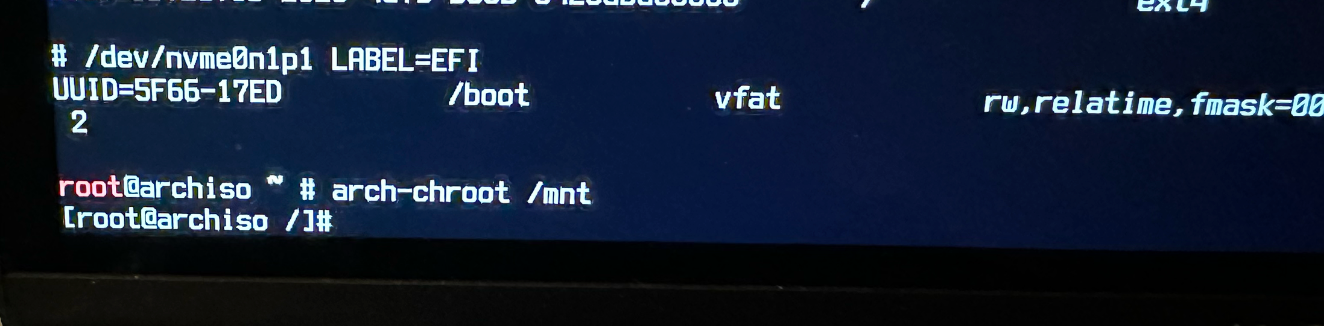 / ext4
# /dev/nvme0n1p1 LABEL=EFI
UUID=5F66-17ED /boot vfat rw,relatime,fmask=00
2
root@archiso ~ # arch-chroot /mnt
[root@archiso /]#